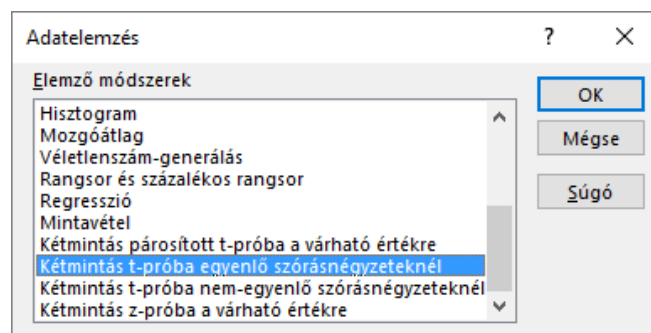 Adatelemzés ? X
Elemző módszerek
OK
Hisztogram
Mozgóátlag
Mégse
Véletlenszám-generálás
Rangsor és százalékos rangsor
Súgó
Regresszió
Mintavétel
Kétmintás párosított t-próba a várható értékre
Kétmintás t-próba egyenlő szórásnégyzeteknél
Kétmintás t-próba nem-egyenlő szórásnégyzeteknél
Kétmintás z-próba a várható értékre